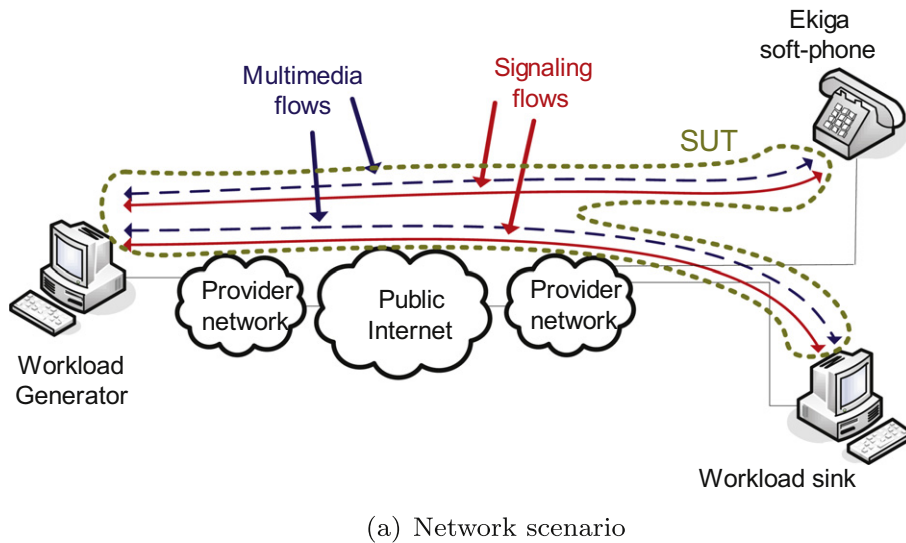 Ekiga
soft-phone
Multimedia
flows
Signaling
flows
SUT
Provider
network
Public
Internet
Provider
network
Workload
Generator
Workload sink
(a) Network scenario